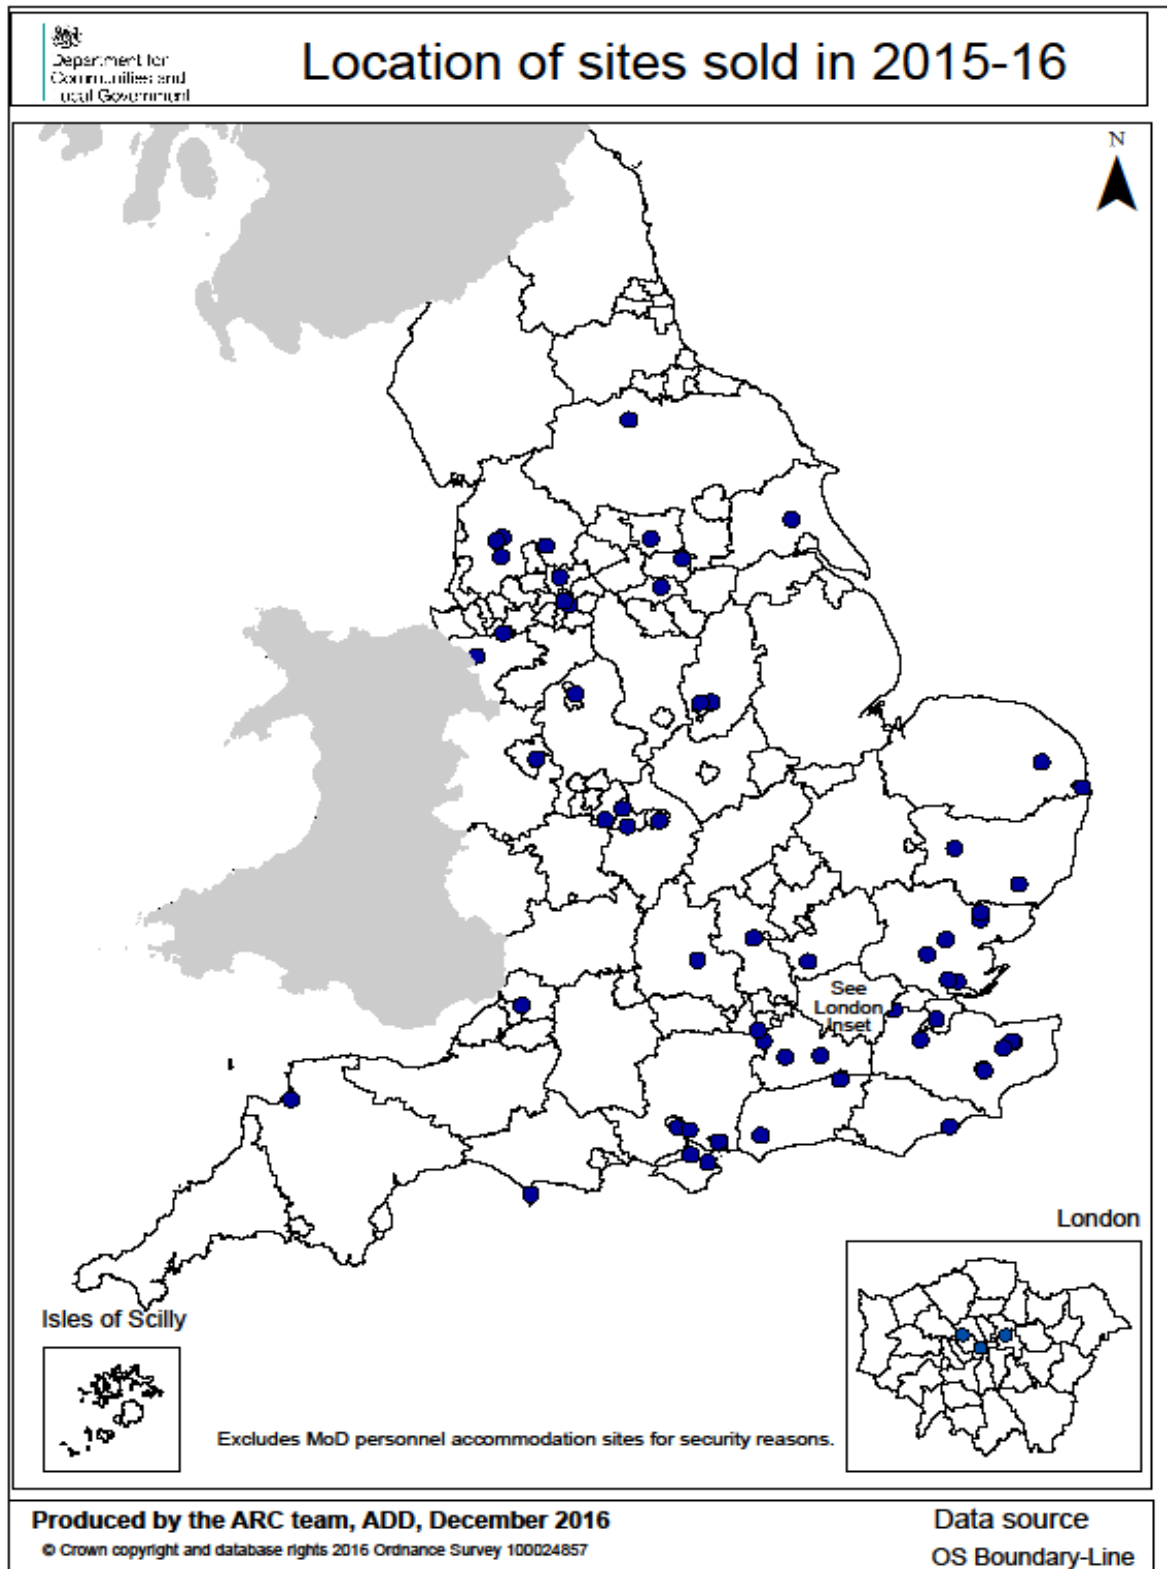 Department for
Communities and
Local Government
Location of sites sold in 2015-16
N
See
London
Inset
London
Isles of Scilly
Excludes MoD personnel accommodation sites for security reasons.
Produced by the ARC team, ADD, December 2016
© Crown copyright and database rights 2016 Ordnance Survey 100024857
Data source
OS Boundary-Line